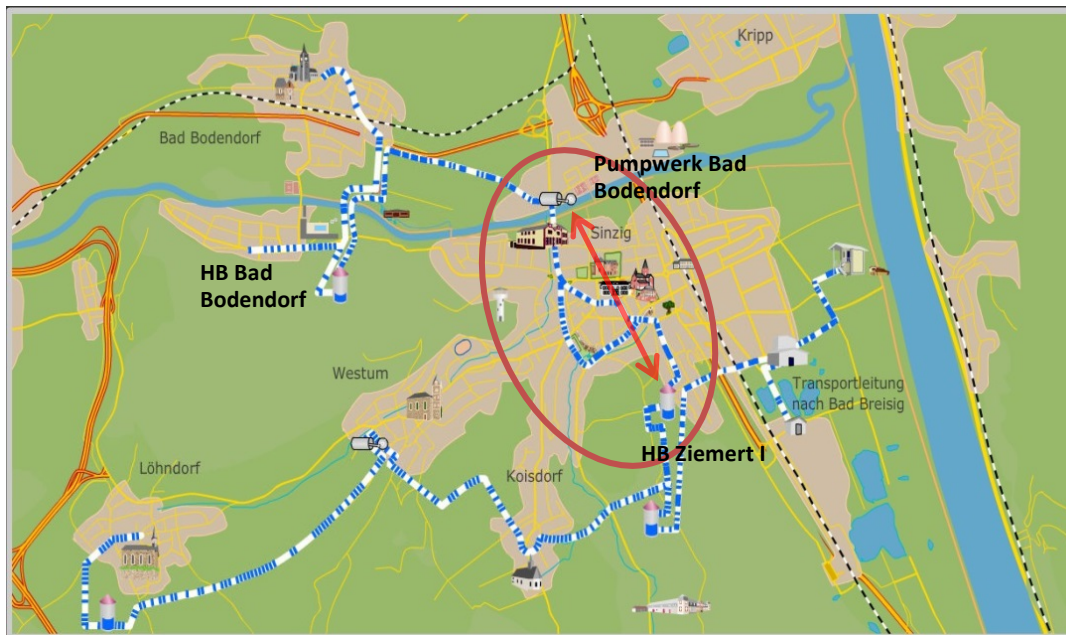 Kripp
Bad Bodendorf
Pumpwerk Bad
Bodendorf
Sinzig
HB Bad
Bodendorf
Westum
Transportleitung
nach Bad Breisig
HB Ziemert I
Löhndorf
Koisdorf